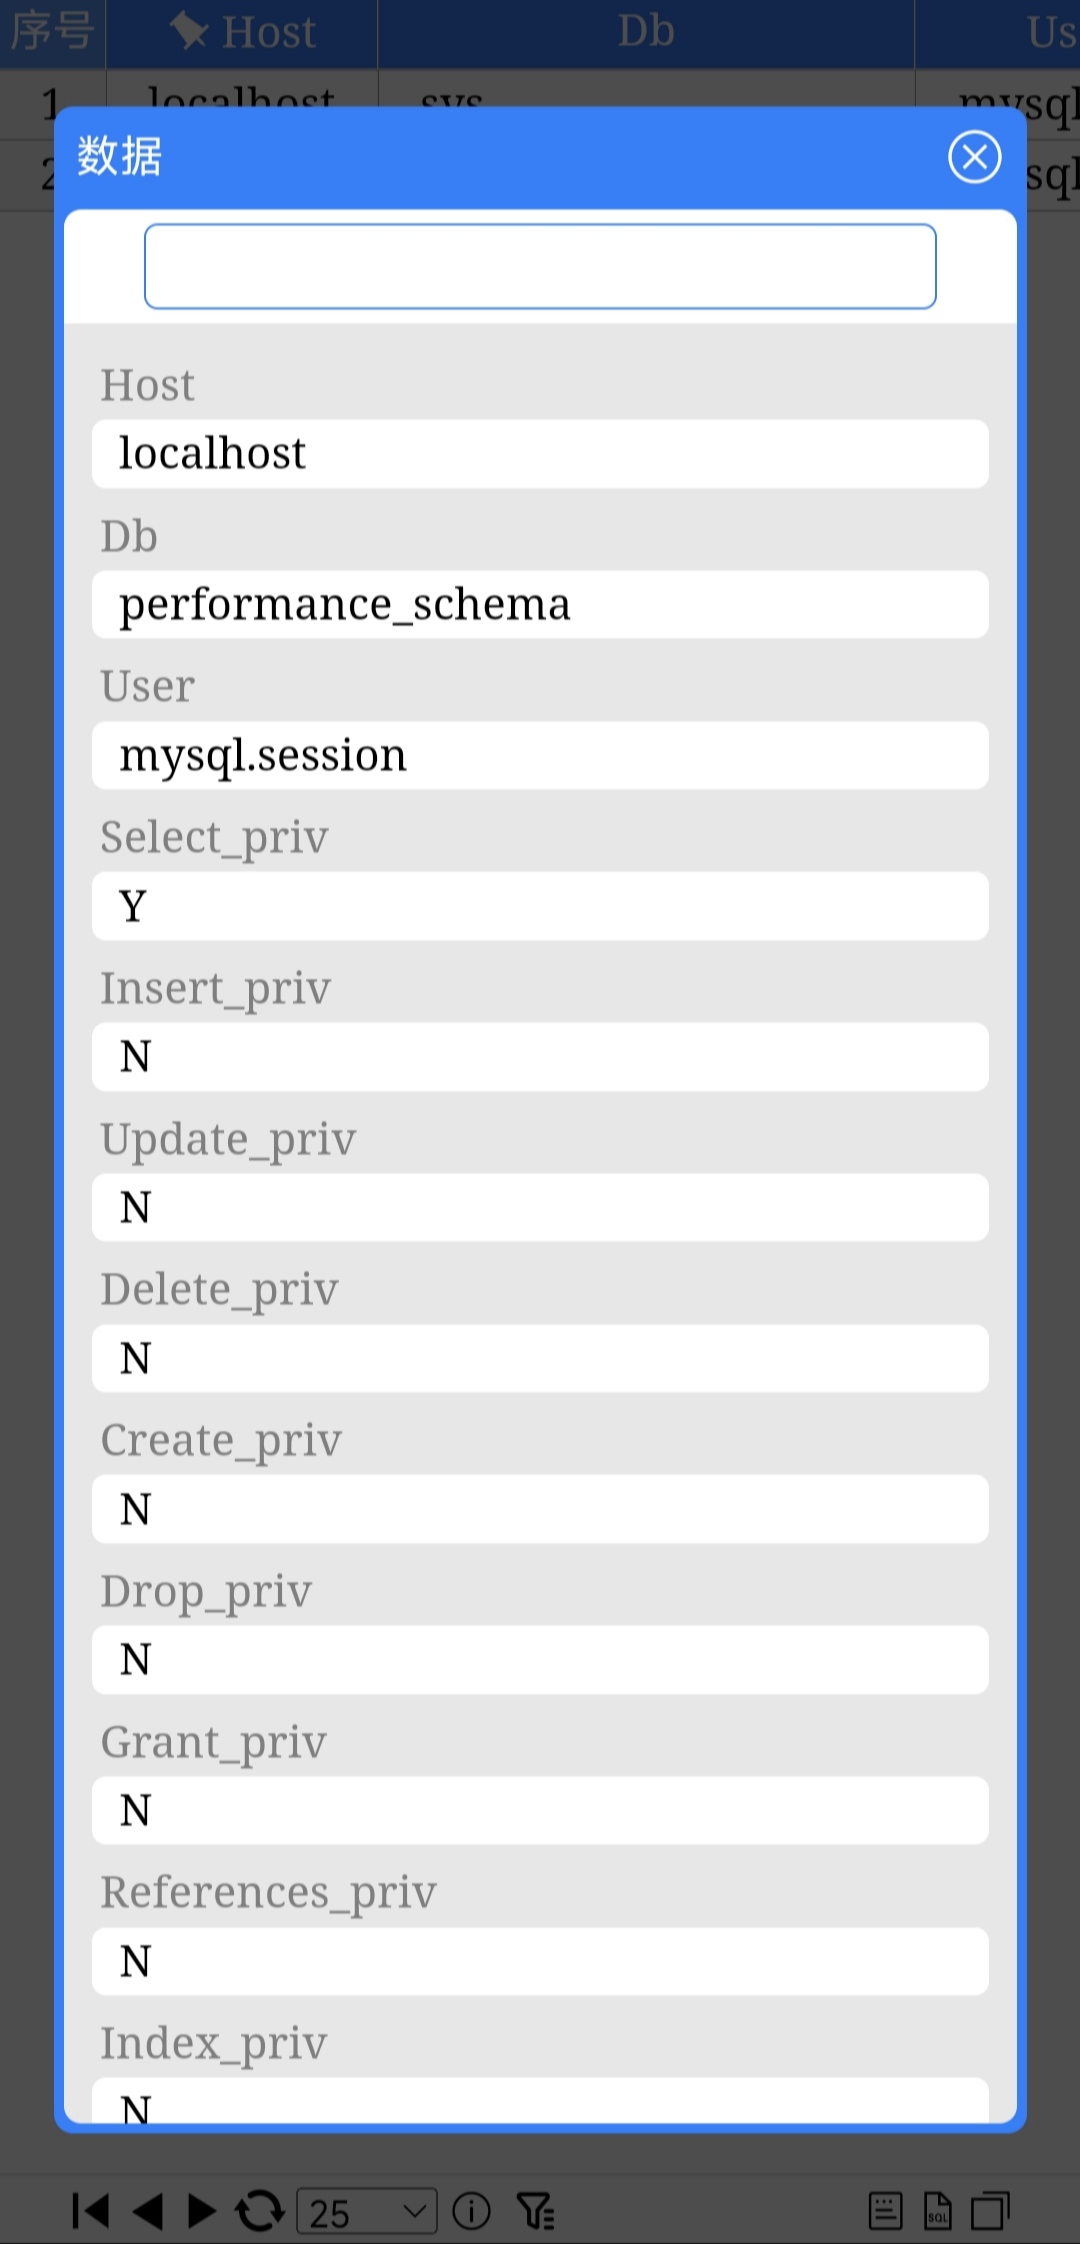 序号 Host Db Us
1 localhost sys mysql
2 sql
数据
Host
localhost
Db
performance_schema
User
mysql.session
Select_priv
Y
Insert_priv
N
Update_priv
N
Delete_priv
N
Create_priv
N
Drop_priv
N
Grant_priv
N
References_priv
N
Index_priv
N
25
SQL